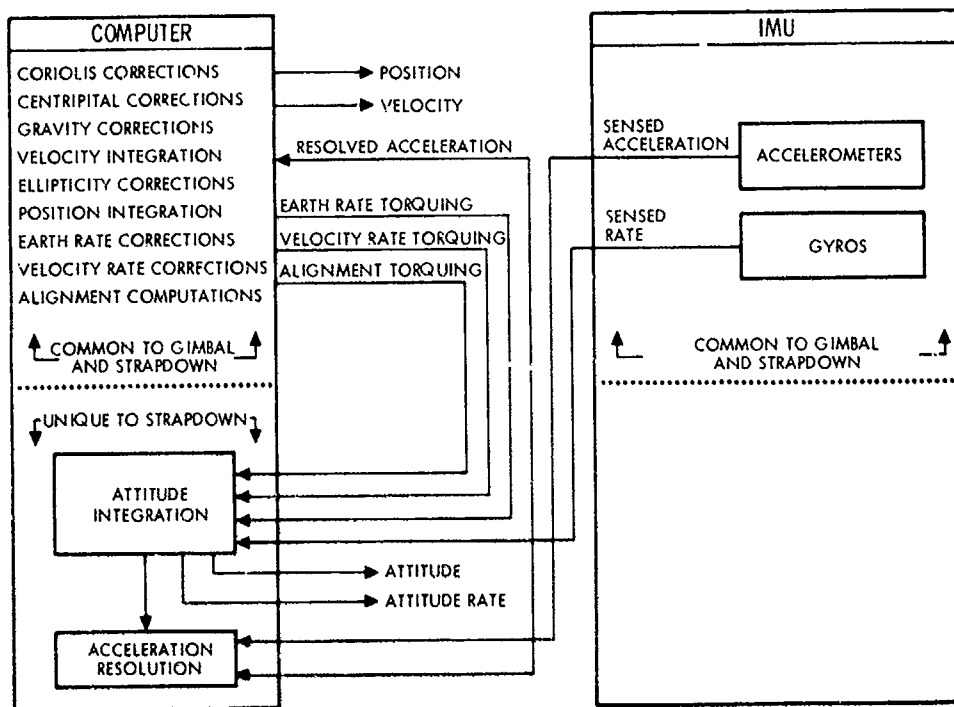 COMPUTER
CORIOLIS CORRECTIONS
CENTRIPITAL CORRECTIONS
GRAVITY CORRECTIONS
VELOCITY INTEGRATION
ELLIPTICITY CORRECTIONS
POSITION INTEGRATION
EARTH RATE CORRECTIONS
VELOCITY RATE CORRECTIONS
ALIGNMENT COMPUTATIONS
COMMON TO GIMBAL
AND STRAPDOWN
UNIQUE TO STRAPDOWN
ATTITUDE
INTEGRATION
ACCELERATION
RESOLUTION
POSITION
VELOCITY
RESOLVED ACCELERATION
EARTH RATE TORQUING
VELOCITY RATE TORQUING
ALIGNMENT TORQUING
ATTITUDE
ATTITUDE RATE
IMU
SENSED
ACCELERATION
ACCELEROMETERS
SENSED
RATE
GYROS
COMMON TO GIMBAL
AND STRAPDOWN